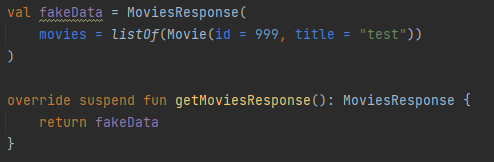 val fakeData = MoviesResponse(
    movies = listOf(Movie(id = 999, title = "test"))
)
override suspend fun getMoviesResponse(): MoviesResponse {
    return fakeData
}